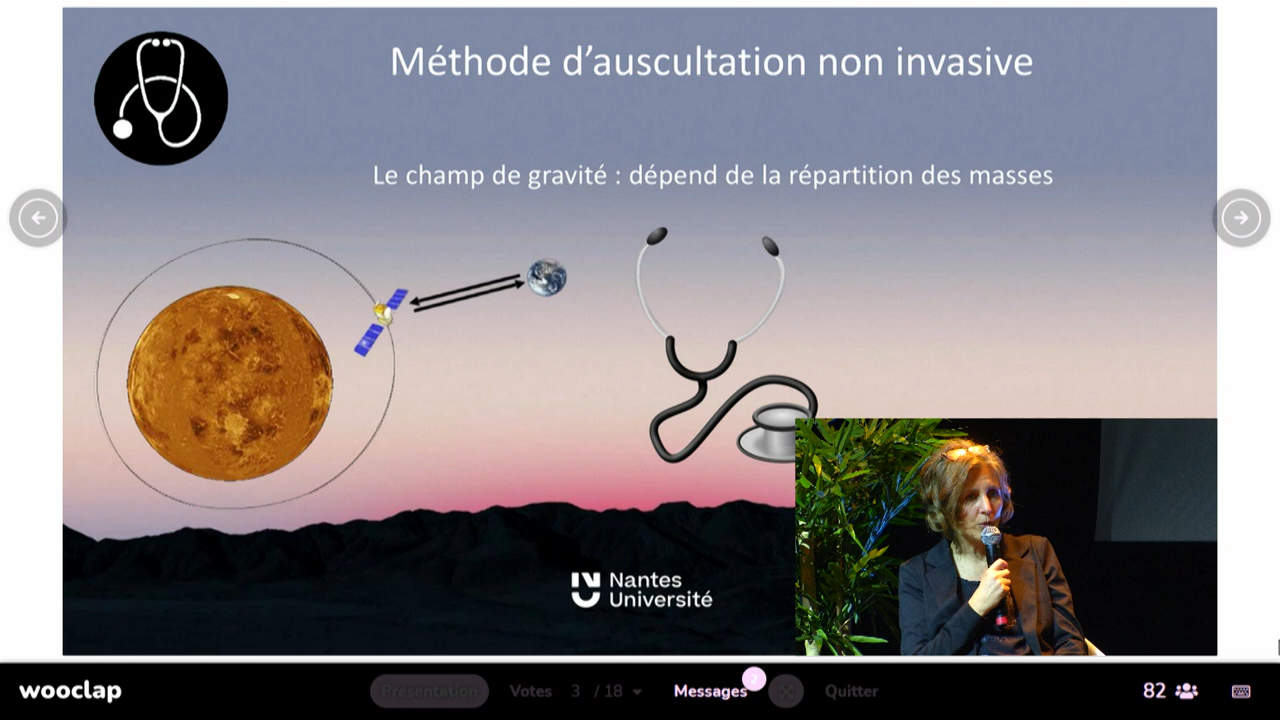 Méthode d’auscultation non invasive
Le champ de gravité : dépend de la répartition des masses
Nantes
Université
wooclap
Présentation
Votes
3 / 18
Messages
Quitter
82